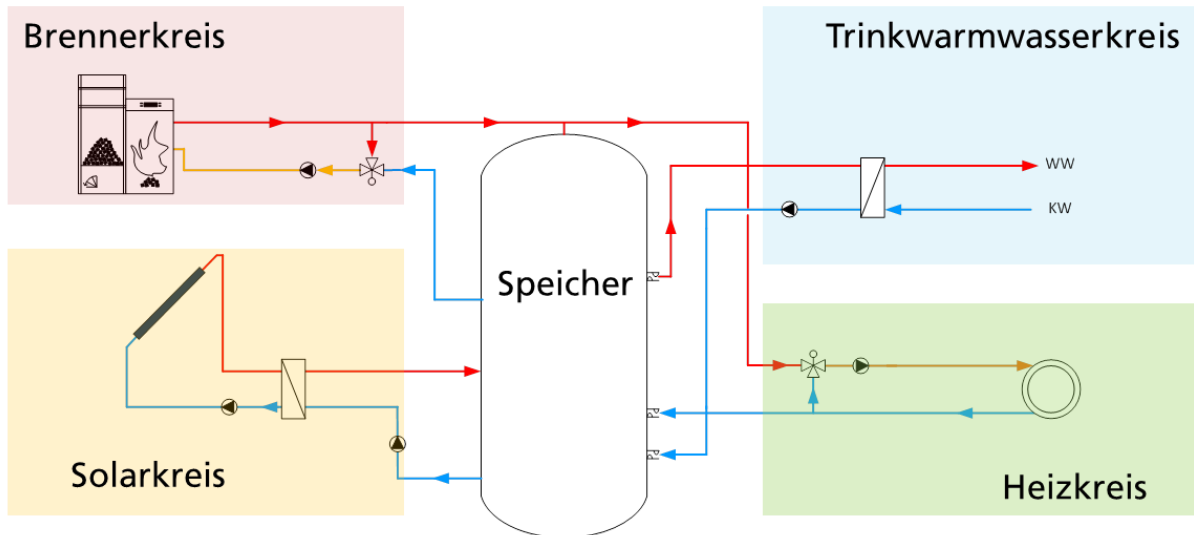 Brennerkreis
Trinkwarmwasserkreis
WW
KW
Speicher
Solarkreis
Heizkreis